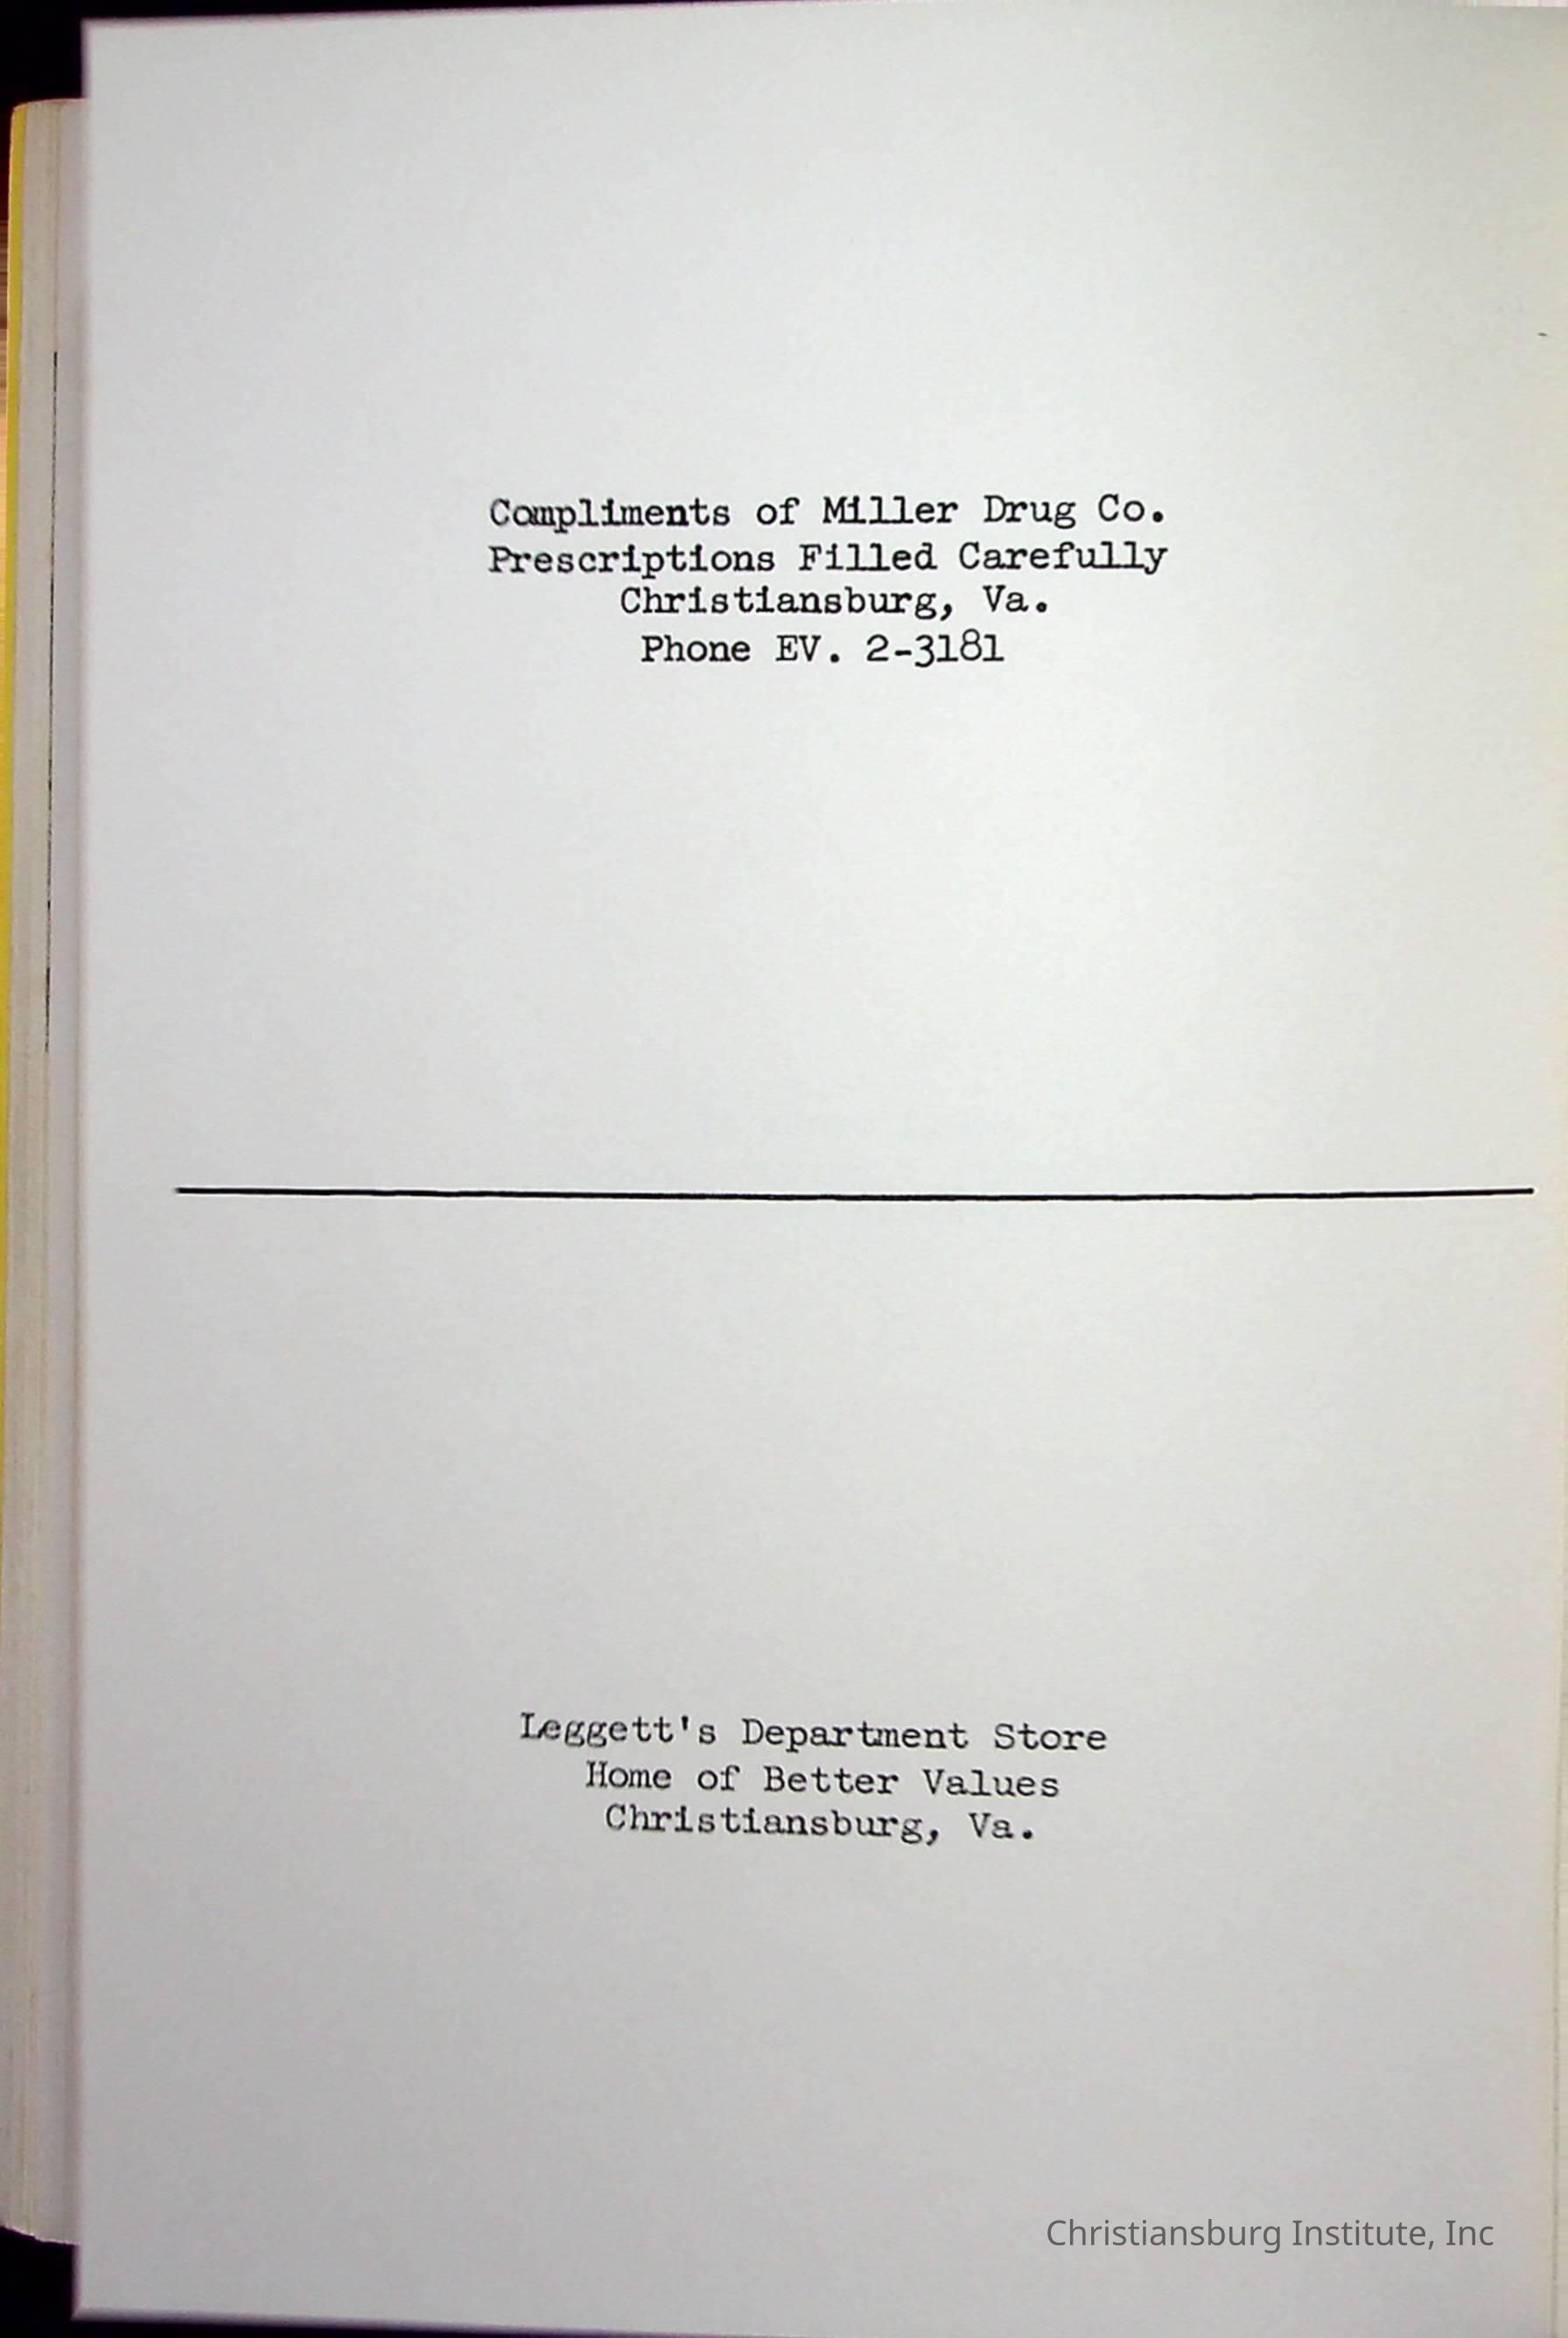 Compliments of Miller Drug Co.
Prescriptions Filled Carefully
Christiansburg, Va.
Phone EV. 2-3181
Leggett's Department Store
Home of Better Values
Christiansburg, Va.
Christiansburg Institute, Inc